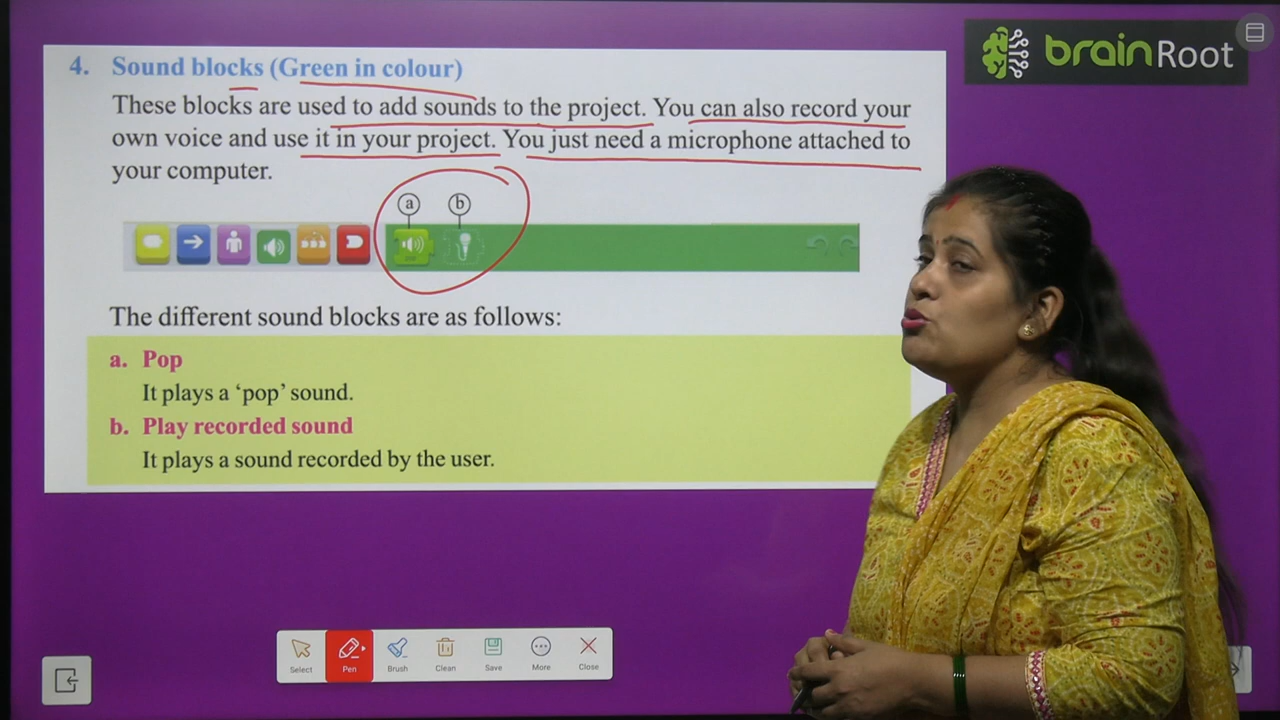 brainRoot
4. Sound blocks (Green in colour)
These blocks are used to add sounds to the project. You can also record your
own voice and use it in your project. You just need a microphone attached to
your computer.
a b
The different sound blocks are as follows:
a. Pop
It plays a ‘pop’ sound.
b. Play recorded sound
It plays a sound recorded by the user.
Select Pen Brush Clean Save More Close